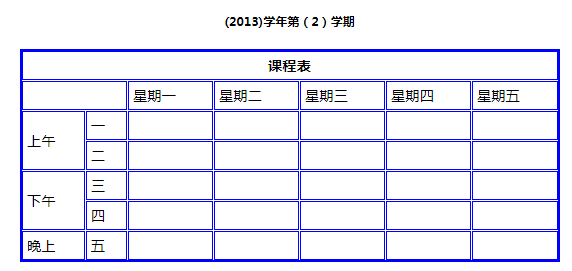 (2013)学年第（2）学期
课程表
星期一 星期二 星期三 星期四 星期五
上午 一
二
下午 三
四
晚上 五